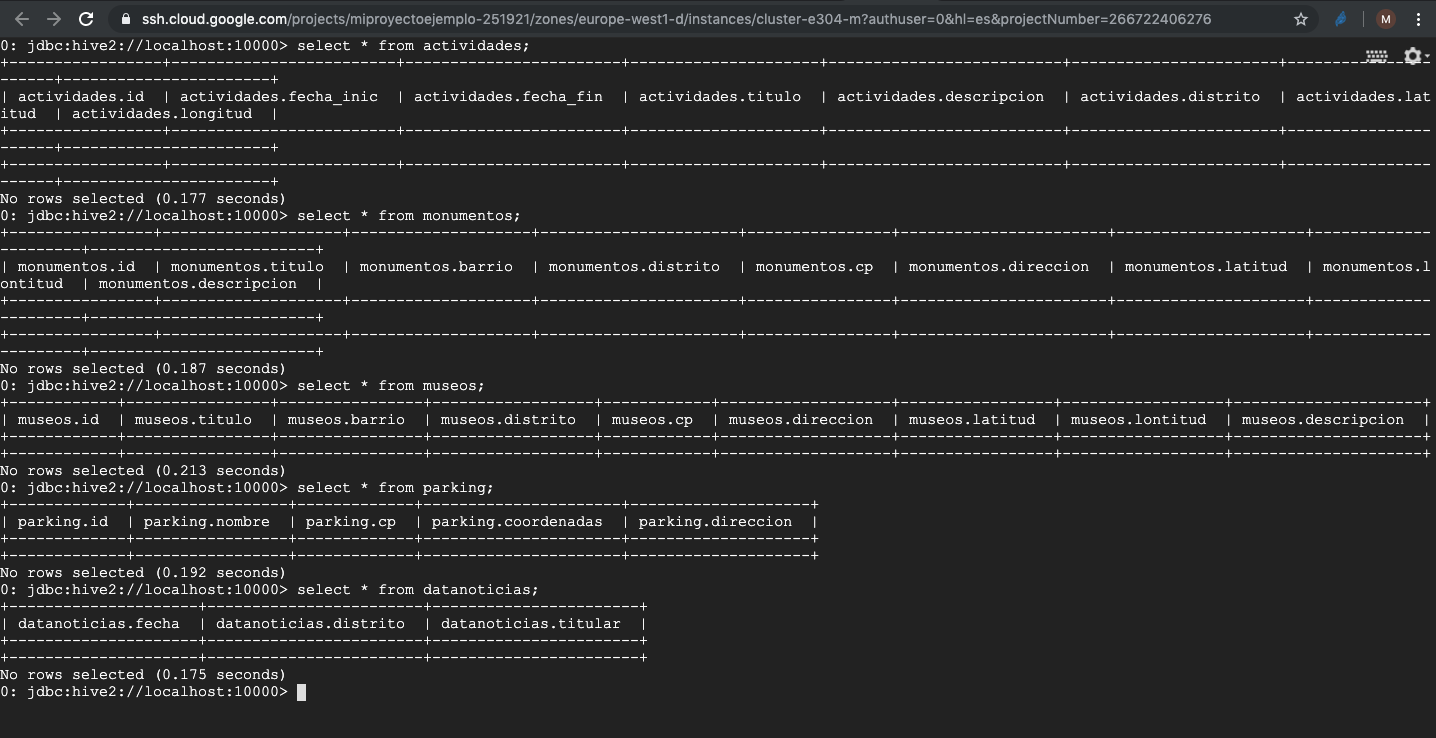 ssh.cloud.google.com/projects/miproyectoejemplo-251921/zones/europe-west1-d/instances/cluster-e304-m?authuser=0&hl=es&projectNumber=266722406276
M
0: jdbc:hive2://localhost:10000> select * from actividades;
+-----------------+-------------------------+------------------------+---------------------+--------------------------+-----------------------+----------------
------+-----------------------+
| actividades.id  | actividades.fecha_inic  | actividades.fecha_fin  | actividades.titulo  | actividades.descripcion  | actividades.distrito  | actividades.lat
itud  | actividades.longitud  |
+-----------------+-------------------------+------------------------+---------------------+--------------------------+-----------------------+----------------
------+-----------------------+
+-----------------+-------------------------+------------------------+---------------------+--------------------------+-----------------------+----------------
------+-----------------------+
No rows selected (0.177 seconds)
0: jdbc:hive2://localhost:10000> select * from monumentos;
+----------------+--------------------+--------------------+----------------------+----------------+-----------------------+---------------------+-------------
---------+-------------------------+
| monumentos.id  | monumentos.titulo  | monumentos.barrio  | monumentos.distrito  | monumentos.cp  | monumentos.direccion  | monumentos.latitud  | monumentos.l
ontitud  | monumentos.descripcion  |
+----------------+--------------------+--------------------+----------------------+----------------+-----------------------+---------------------+-------------
---------+-------------------------+
+----------------+--------------------+--------------------+----------------------+----------------+-----------------------+---------------------+-------------
---------+-------------------------+
No rows selected (0.187 seconds)
0: jdbc:hive2://localhost:10000> select * from museos;
+------------+----------------+----------------+------------------+------------+-------------------+-----------------+------------------+---------------------+
| museos.id  | museos.titulo  | museos.barrio  | museos.distrito  | museos.cp  | museos.direccion  | museos.latitud  | museos.lontitud  | museos.descripcion  |
+------------+----------------+----------------+------------------+------------+-------------------+-----------------+------------------+---------------------+
+------------+----------------+----------------+------------------+------------+-------------------+-----------------+------------------+---------------------+
No rows selected (0.213 seconds)
0: jdbc:hive2://localhost:10000> select * from parking;
+-------------+-----------------+-------------+----------------------+--------------------+
| parking.id  | parking.nombre  | parking.cp  | parking.coordenadas  | parking.direccion  |
+-------------+-----------------+-------------+----------------------+--------------------+
+-------------+-----------------+-------------+----------------------+--------------------+
No rows selected (0.192 seconds)
0: jdbc:hive2://localhost:10000> select * from datanoticias;
+---------------------+------------------------+-----------------------+
| datanoticias.fecha  | datanoticias.distrito  | datanoticias.titular  |
+---------------------+------------------------+-----------------------+
+---------------------+------------------------+-----------------------+
No rows selected (0.175 seconds)
0: jdbc:hive2://localhost:10000>